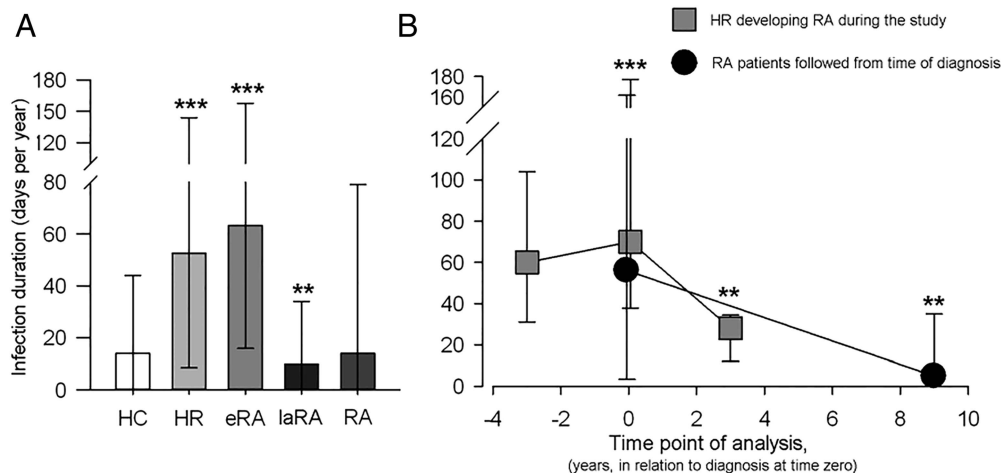 A
Infection duration (days per year)
180
150
120
80
60
40
20
0
***
***
**
HC HR eRA laRA RA
B
HR developing RA during the study
RA patients followed from time of diagnosis
180
160
120
100
80
60
40
20
0
***
**
**
-4 -2 0 2 4 6 8 10
Time point of analysis,
(years, in relation to diagnosis at time zero)